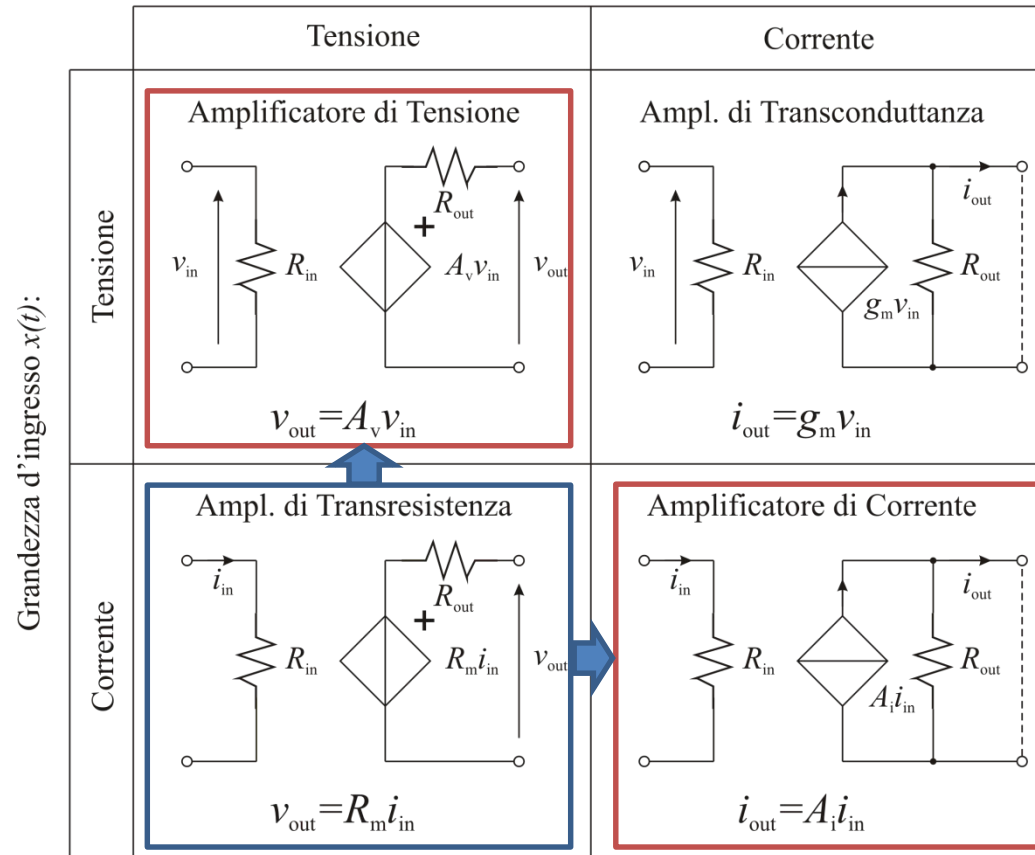 Tensione
Corrente
Grandezza d'ingresso x(t):
Tensione
Amplificatore di Tensione
v_in
R_in
R_out
+
A_v v_in
v_out
v_out=A_v v_in
Ampl. di Transconduttanza
v_in
R_in
g_m v_in
R_out
i_out
i_out=g_m v_in
Corrente
Ampl. di Transresistenza
i_in
R_in
R_out
+
R_m i_in
v_out
v_out=R_m i_in
Amplificatore di Corrente
i_in
R_in
A_i i_in
R_out
i_out
i_out=A_i i_in